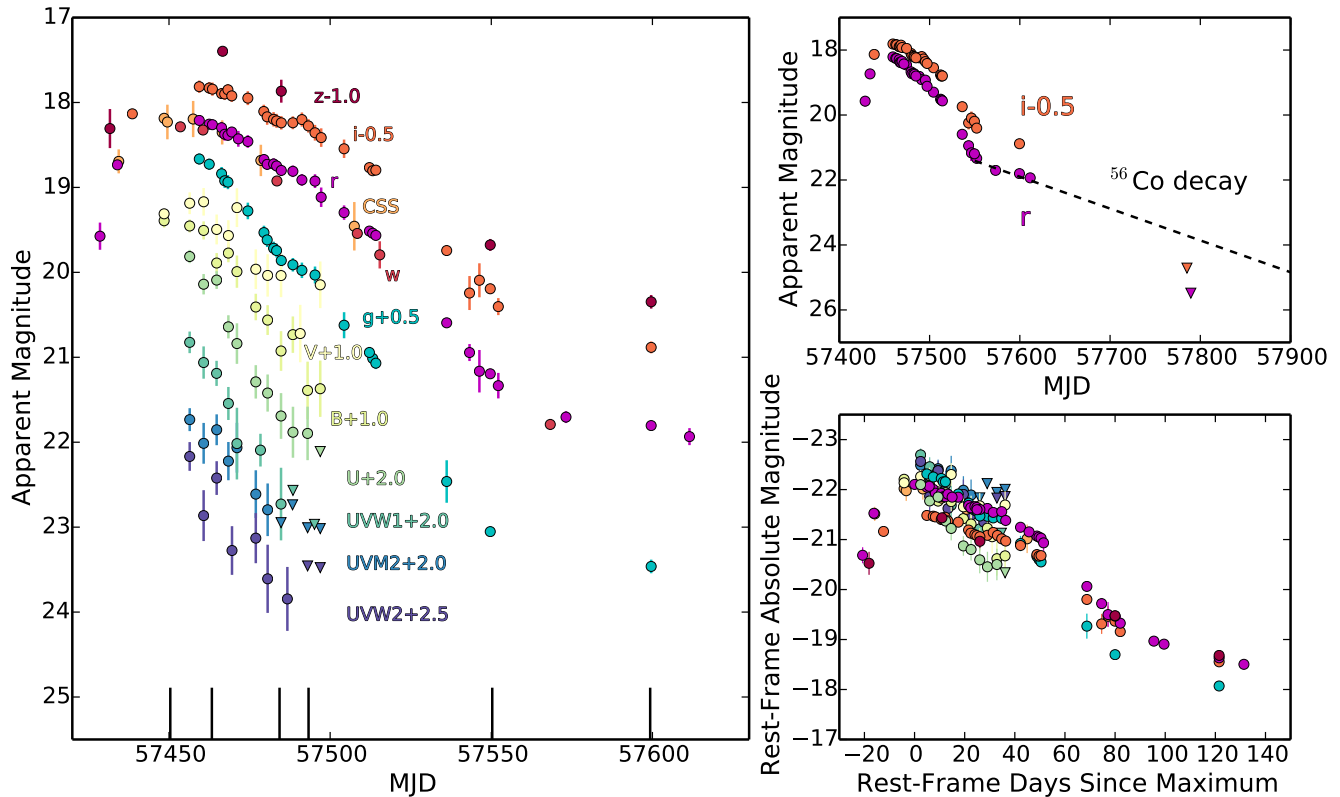 17
18
19
20
21
22
23
24
25
Apparent Magnitude
z-1.0
i-0.5
r
CSS
w
g+0.5
V+1.0
B+1.0
U+2.0
UVW1+2.0
UVM2+2.0
UVW2+2.5
57450
57500
57550
57600
MJD
18
20
22
24
26
Apparent Magnitude
i-0.5
56Co decay
r
57400
57500
57600
57700
57800
57900
MJD
−23
−22
−21
−20
−19
−18
−17
Rest-Frame Absolute Magnitude
−20
0
20
40
60
80
100
120
140
Rest-Frame Days Since Maximum